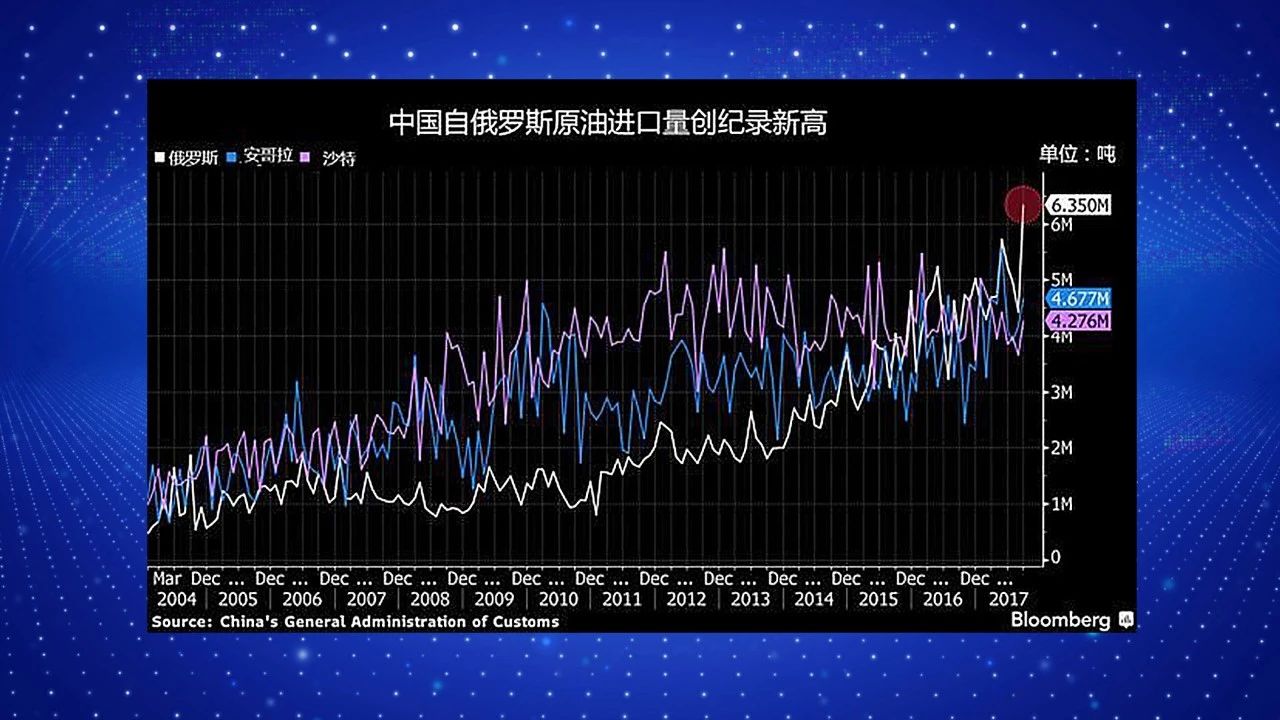 中国自俄罗斯原油进口量创纪录新高
俄罗斯 安哥拉 沙特
单位：吨
6.350M
6M
5M
4.677M
4.276M
4M
3M
2M
1M
0
Mar Dec ... Dec ... Dec ... Dec ... Dec ... Dec ... Dec ... Dec ... Dec ... Dec ... Dec ... Dec ... Dec ...
2004 2005 2006 2007 2008 2009 2010 2011 2012 2013 2014 2015 2016 2017
Source: China's General Administration of Customs
Bloomberg